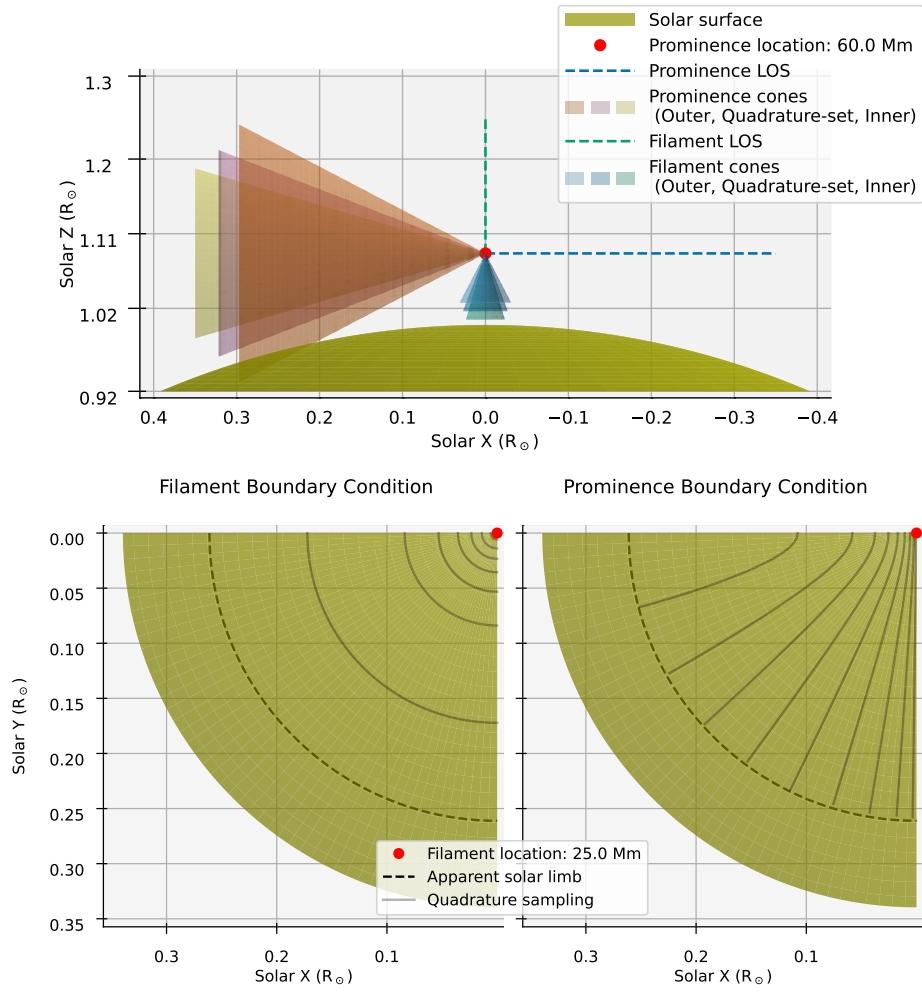 Solar surface
Prominence location: 60.0 Mm
Prominence LOS
Prominence cones
(Outer, Quadrature-set, Inner)
Filament LOS
Filament cones
(Outer, Quadrature-set, Inner)
1.3
1.2
1.11
1.02
0.92
Solar Z (R☉)
0.4
0.3
0.2
0.1
0.0
−0.1
−0.2
−0.3
−0.4
Solar X (R☉)
Filament Boundary Condition
Prominence Boundary Condition
0.00
0.05
0.10
0.15
0.20
0.25
0.30
0.35
Solar Y (R☉)
Filament location: 25.0 Mm
Apparent solar limb
Quadrature sampling
0.3
0.2
0.1
Solar X (R☉)
0.3
0.2
0.1
Solar X (R☉)